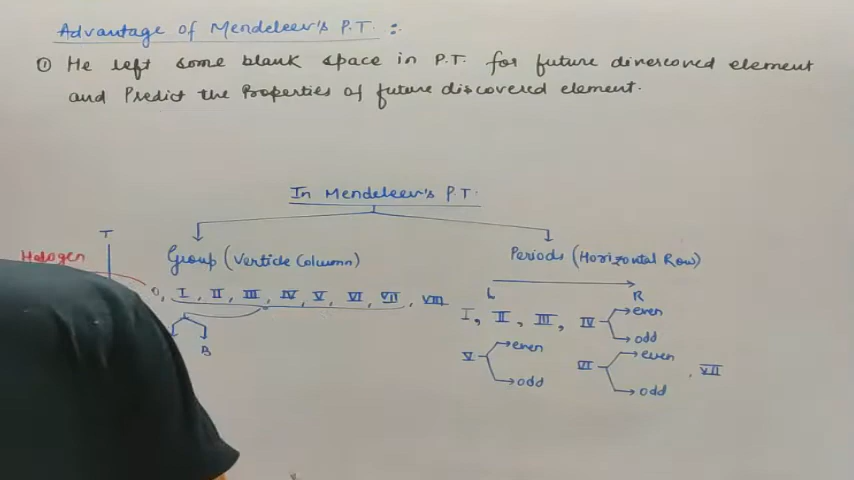 Advantage of Mendeleev's P.T. :
① He left some blank space in P.T. for future divercoved element
and Predict the Properties of future discovered element.
In Mendeleev's P.T.
Group (Verticle Column)
Periods (Horizontal Row)
Halogen
T
L
R
0, I, II, III, IV, V, VI, VII, VIII
B
I, II, III, IV
even
odd
V
even
odd
VI
even
odd
, VII